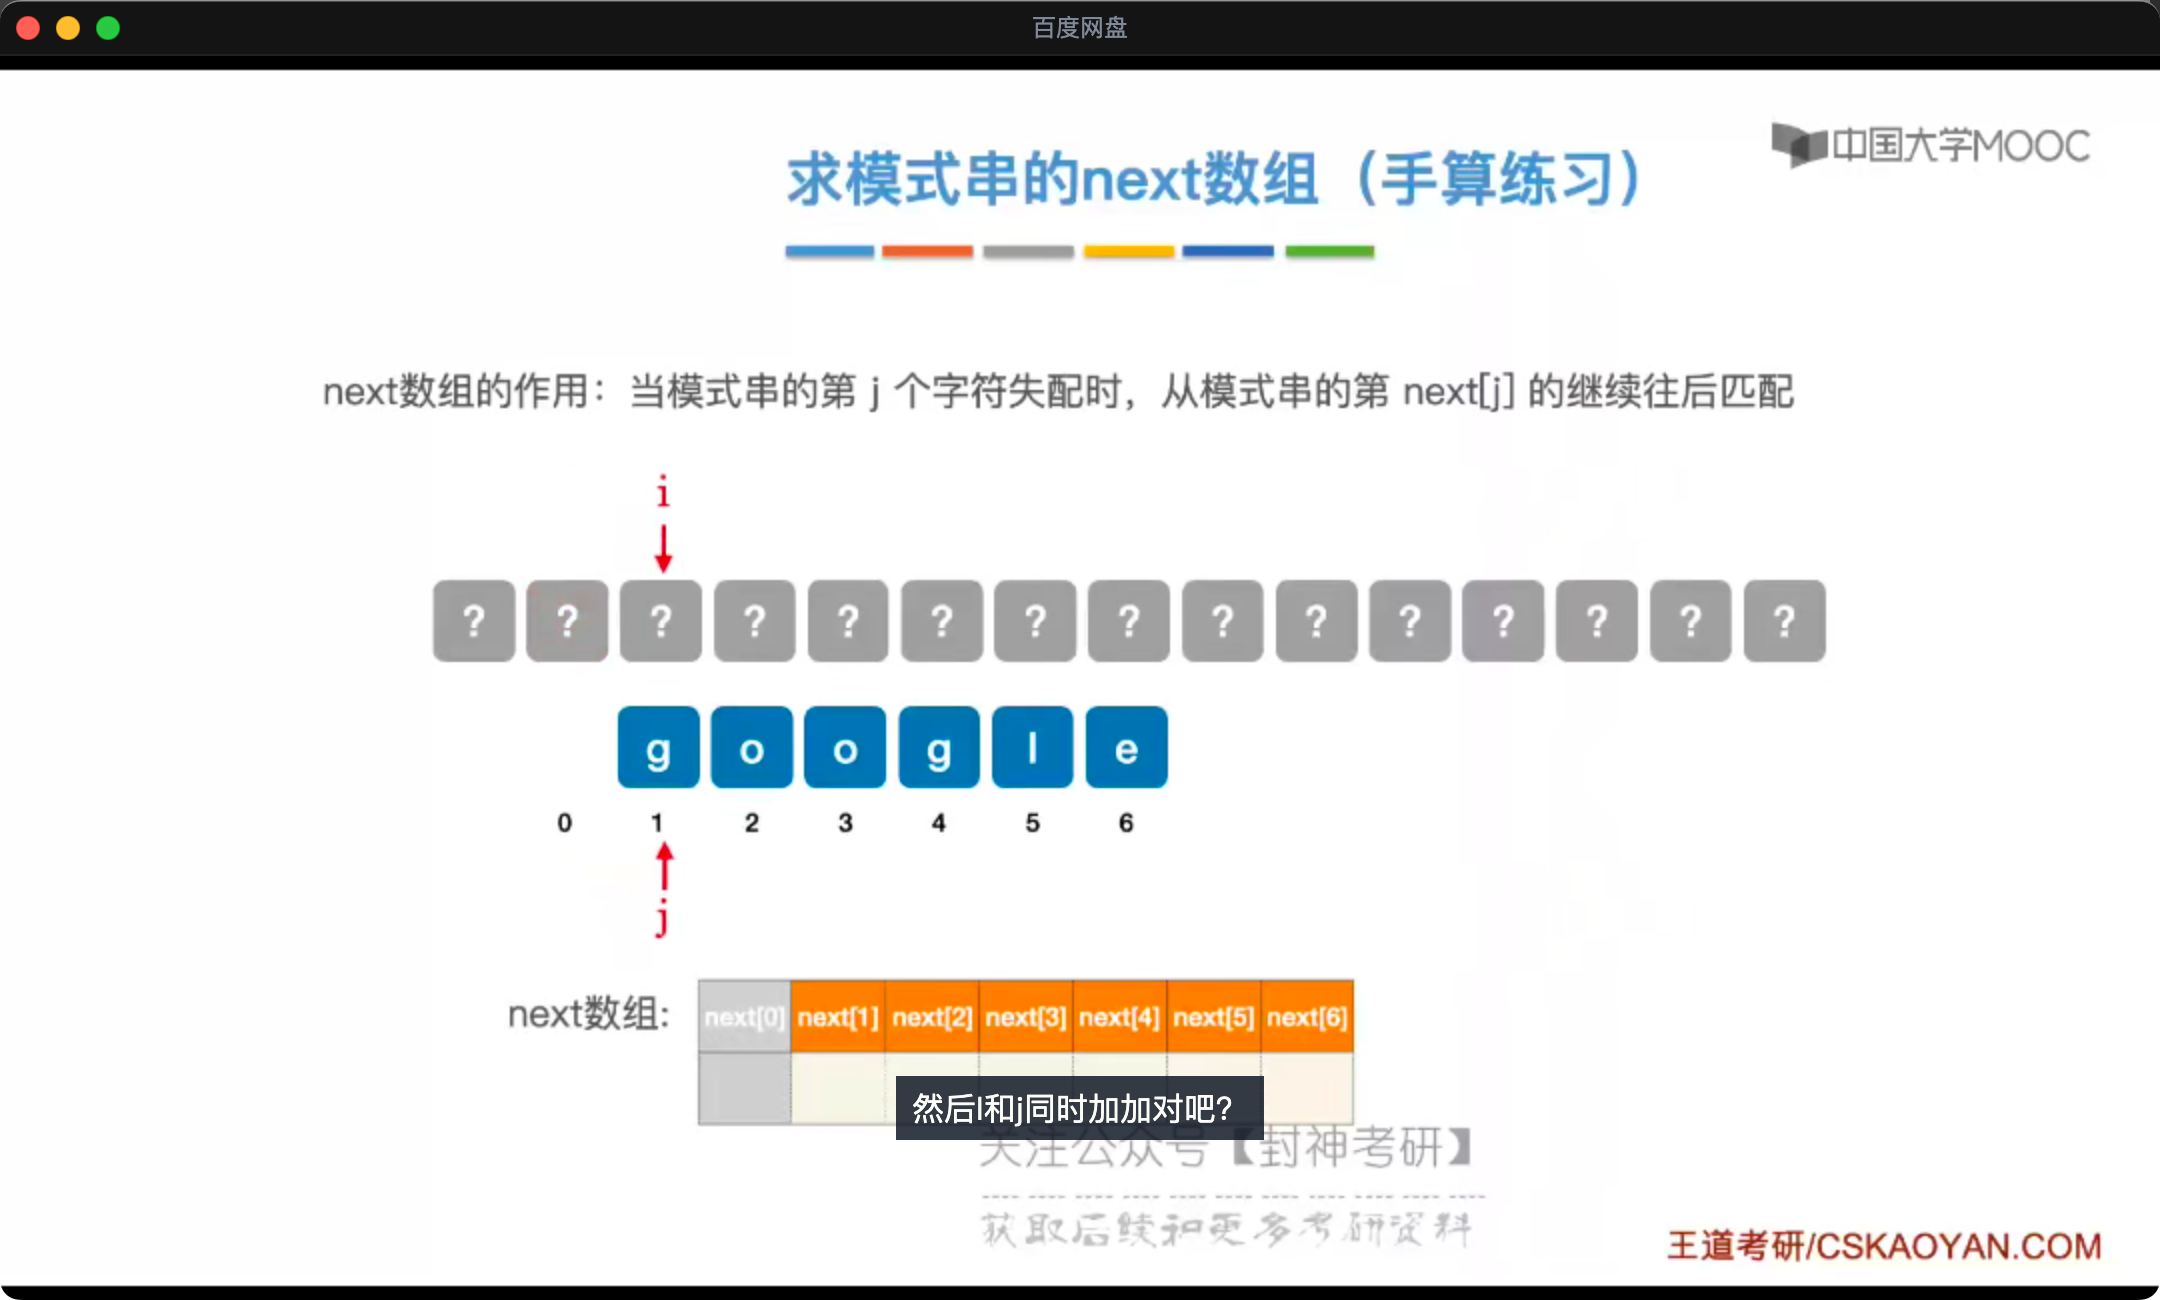 百度网盘
中国大学MOOC
求模式串的next数组（手算练习）
next数组的作用：当模式串的第 j 个字符失配时，从模式串的第 next[j] 的继续往后匹配
i
? ? ? ? ? ? ? ? ? ? ? ? ? ? ?
g o o g l e
0 1 2 3 4 5 6
j
next数组: next[0] next[1] next[2] next[3] next[4] next[5] next[6]
然后I和j同时加加对吧？
关注公众号【封神考研】
获取后续和更多考研资料
王道考研/CSKAOYAN.COM